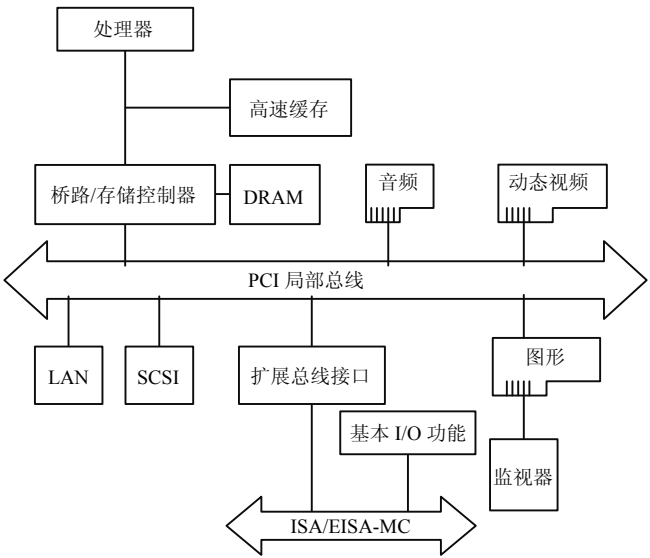 处理器
高速缓存
桥路/存储控制器
DRAM
音频
动态视频
PCI 局部总线
LAN
SCSI
扩展总线接口
图形
基本 I/O 功能
监视器
ISA/EISA-MC